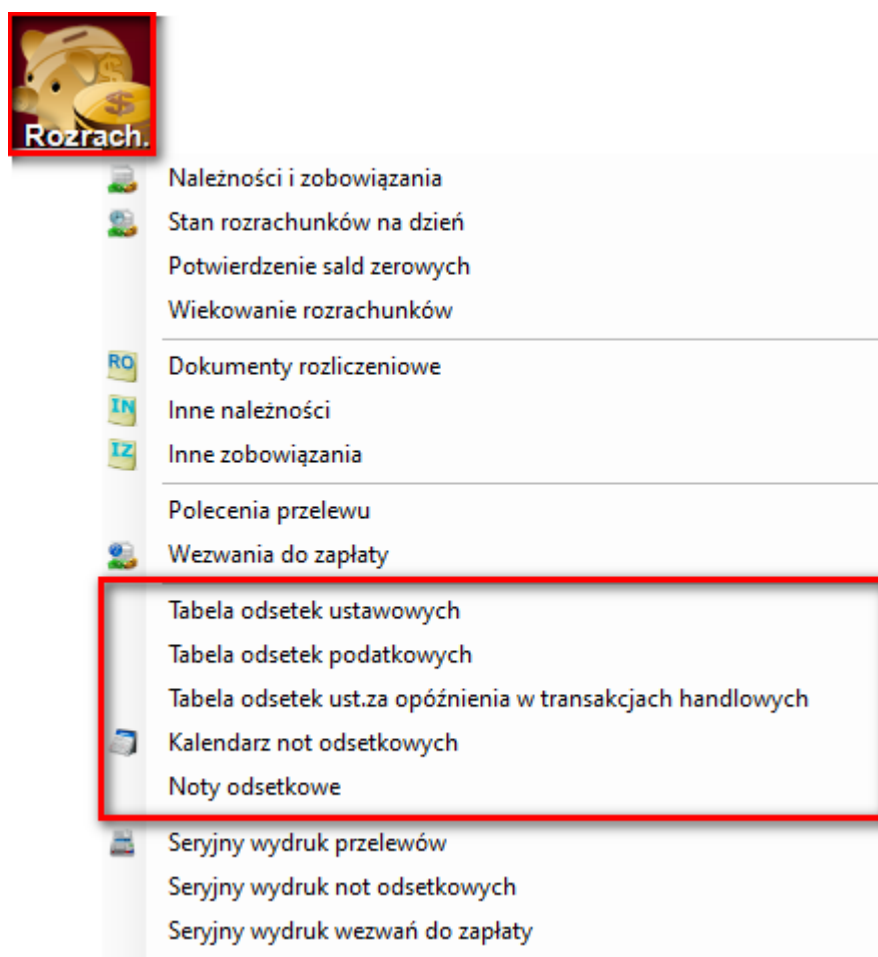 Rozrach.
Należności i zobowiązania
Stan rozrachunków na dzień
Potwierdzenie sald zerowych
Wiekowanie rozrachunków
RO Dokumenty rozliczeniowe
IN Inne należności
IZ Inne zobowiązania
Polecenia przelewu
Wezwania do zapłaty
Tabela odsetek ustawowych
Tabela odsetek podatkowych
Tabela odsetek ust.za opóźnienia w transakcjach handlowych
Kalendarz not odsetkowych
Noty odsetkowe
Seryjny wydruk przelewów
Seryjny wydruk not odsetkowych
Seryjny wydruk wezwań do zapłaty